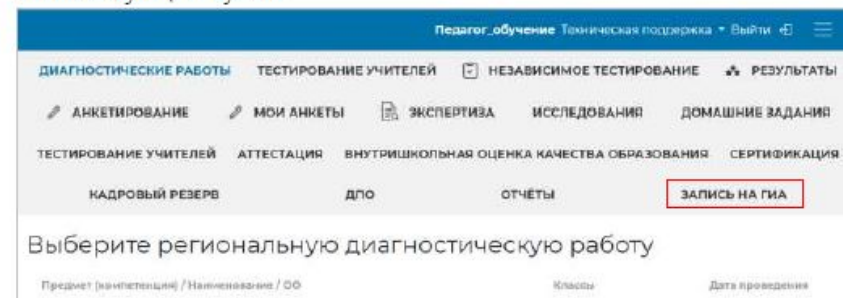 Педагог_обучение Техническая поддержка Выйти
ДИАГНОСТИЧЕСКИЕ РАБОТЫ ТЕСТИРОВАНИЕ УЧИТЕЛЕЙ НЕЗАВИСИМОЕ ТЕСТИРОВАНИЕ РЕЗУЛЬТАТЫ
АНКЕТИРОВАНИЕ МОИ АНКЕТЫ ЭКСПЕРТИЗА ИССЛЕДОВАНИЯ ДОМАШНИЕ ЗАДАНИЯ
ТЕСТИРОВАНИЕ УЧИТЕЛЕЙ АТТЕСТАЦИЯ ВНУТРИШКОЛЬНАЯ ОЦЕНКА КАЧЕСТВА ОБРАЗОВАНИЯ СЕРТИФИКАЦИЯ
КАДРОВЫЙ РЕЗЕРВ ДПО ОТЧЁТЫ ЗАПИСЬ НА ГИА
Выберите региональную диагностическую работу
Предмет (компетенция) / Наименование / ОО Классы Дата проведения